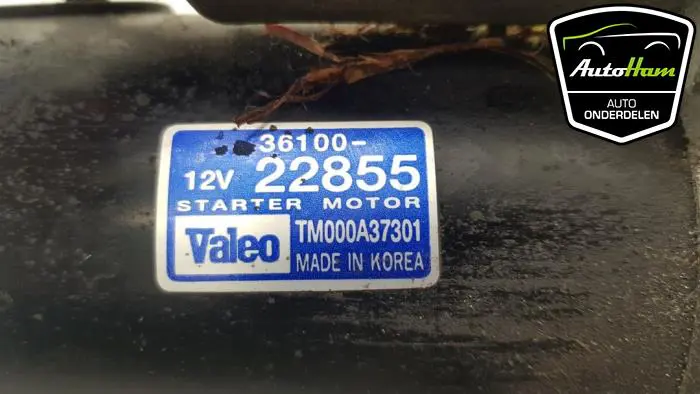 AutoHam
AUTO
ONDERDELEN
36100-
12V 22855
STARTER MOTOR
Valeo TM000A37301
MADE IN KOREA